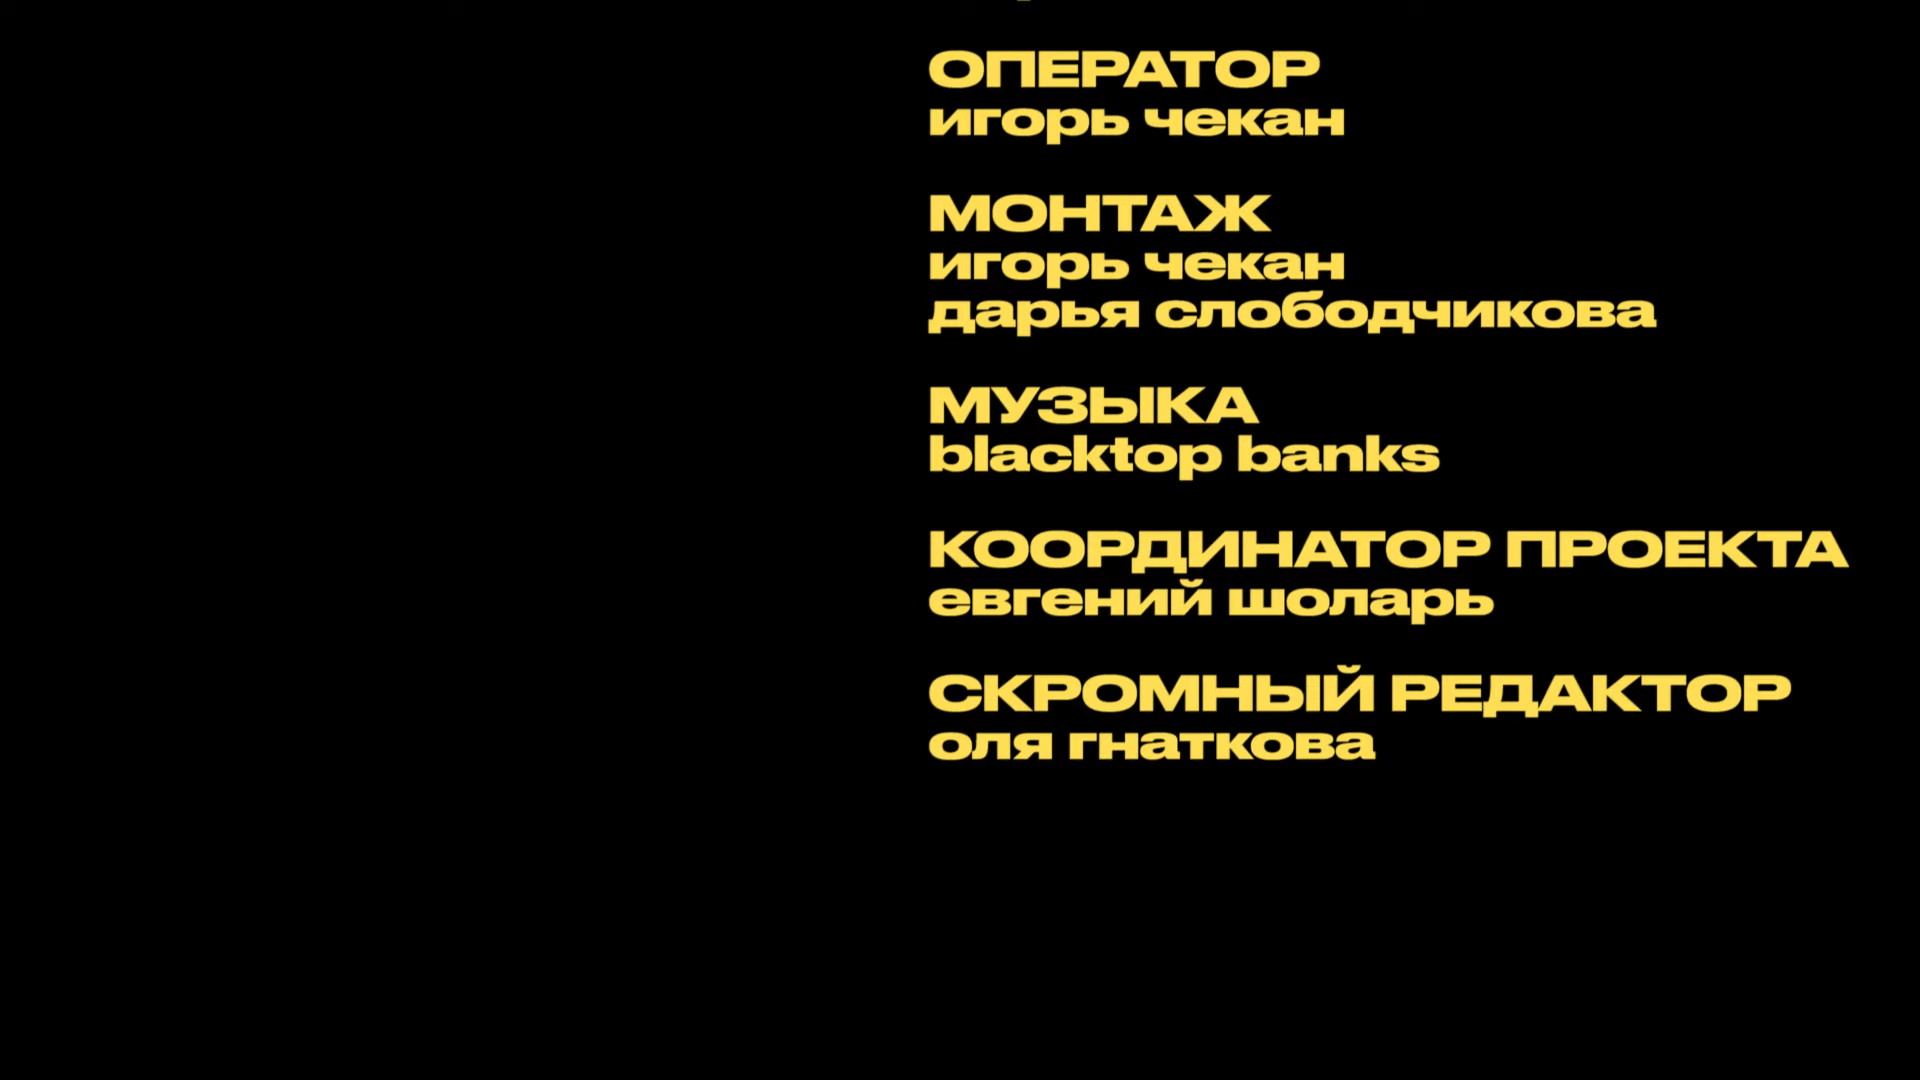 ОПЕРАТОР
игорь чекан
МОНТАЖ
игорь чекан
дарья слободчикова
МУЗЫКА
blacktop banks
КООРДИНАТОР ПРОЕКТА
евгений шоларь
СКРОМНЫЙ РЕДАКТОР
оля гнаткова